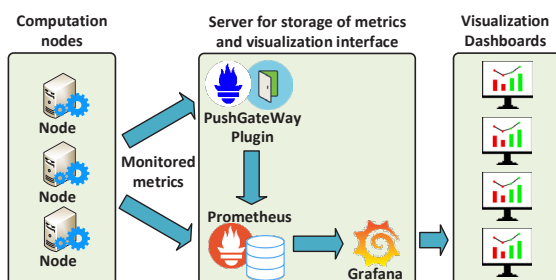 Computation
nodes
Server for storage of metrics
and visualization interface
Visualization
Dashboards
Node
Node
Node
Monitored
metrics
PushGateWay
Plugin
Prometheus
Grafana